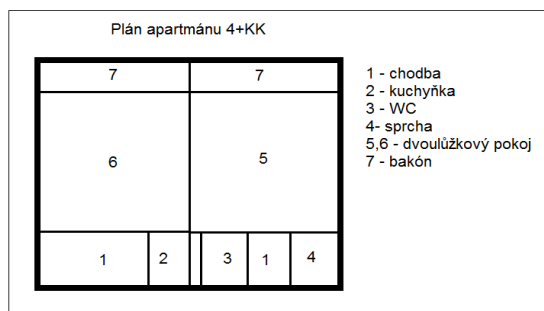 Plán apartmánu 4+KK
7 7
6 5
1 2 3 1 4
1 - chodba
2 - kuchyňka
3 - WC
4- sprcha
5,6 - dvoulůžkový pokoj
7 - bakón